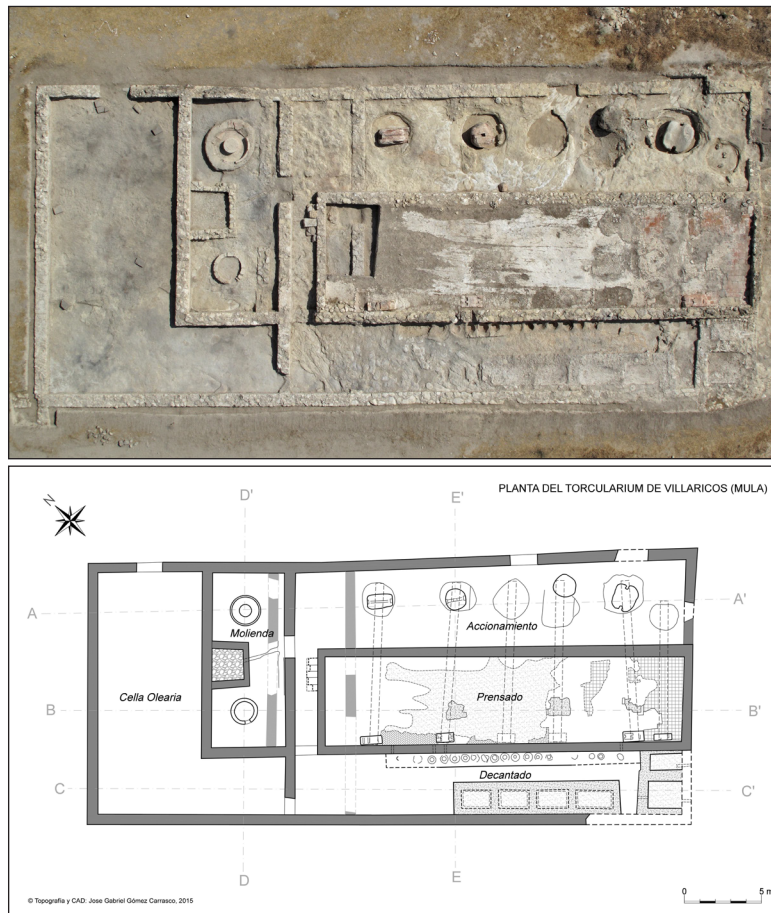 PLANTA DEL TORCULARIUM DE VILLARICOS (MULA)
N
D'
E'
A
A'
Molienda
Accionamiento
Cella Olearia
Prensado
B
B'
Decantado
C
C'
D
E
© Topografía y CAD: Jose Gabriel Gómez Carrasco, 2015
0
5 m